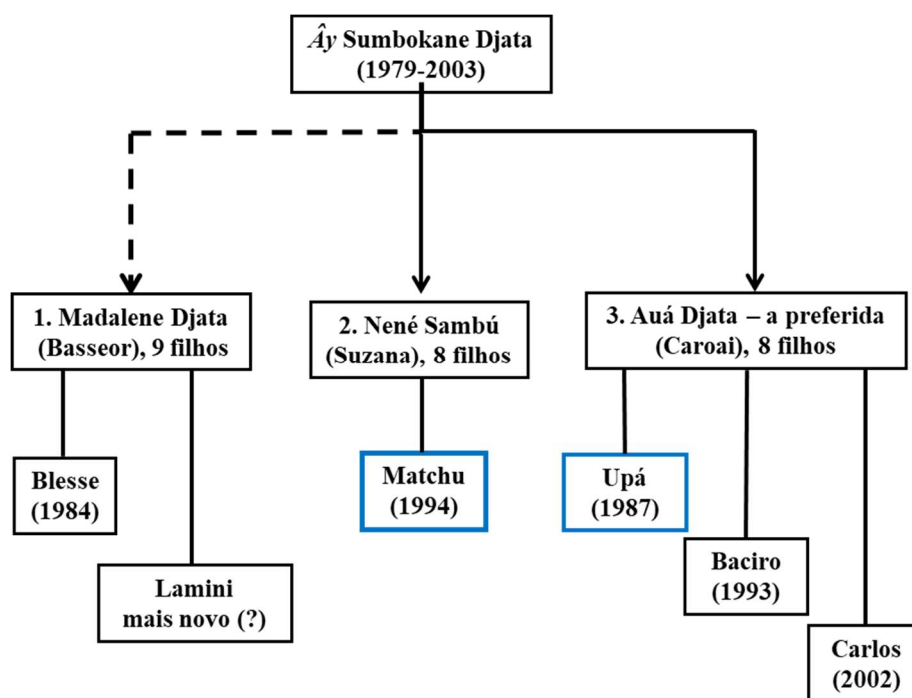 Ây Sumbokane Djata
(1979-2003)
1. Madalene Djata
(Basseor), 9 filhos
2. Nené Sambú
(Suzana), 8 filhos
3. Auá Djata – a preferida
(Caroai), 8 filhos
Blesse
(1984)
Lamini
mais novo (?)
Matchu
(1994)
Upá
(1987)
Baciro
(1993)
Carlos
(2002)